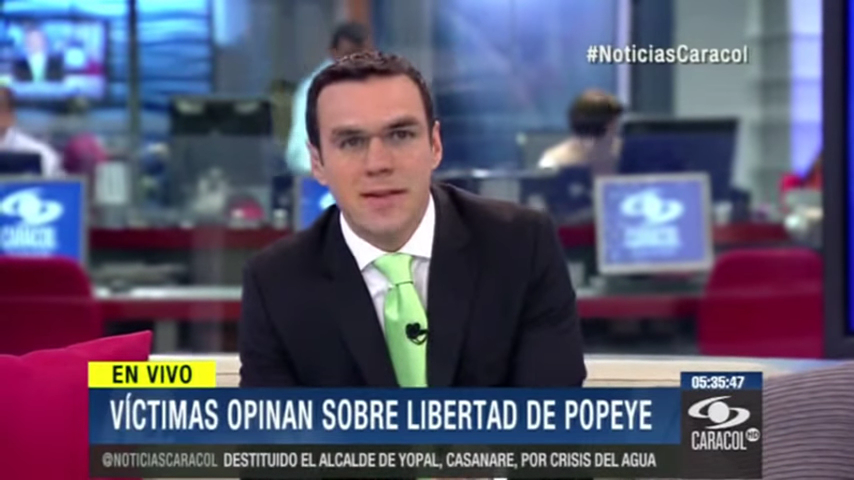 #NoticiasCaracol
CARACOL
CARACOL
EN VIVO
05:35:47
VÍCTIMAS OPINAN SOBRE LIBERTAD DE POPEYE
CARACOL HD
@NOTICIASCARACOL DESTITUIDO EL ALCALDE DE YOPAL, CASANARE, POR CRISIS DEL AGUA